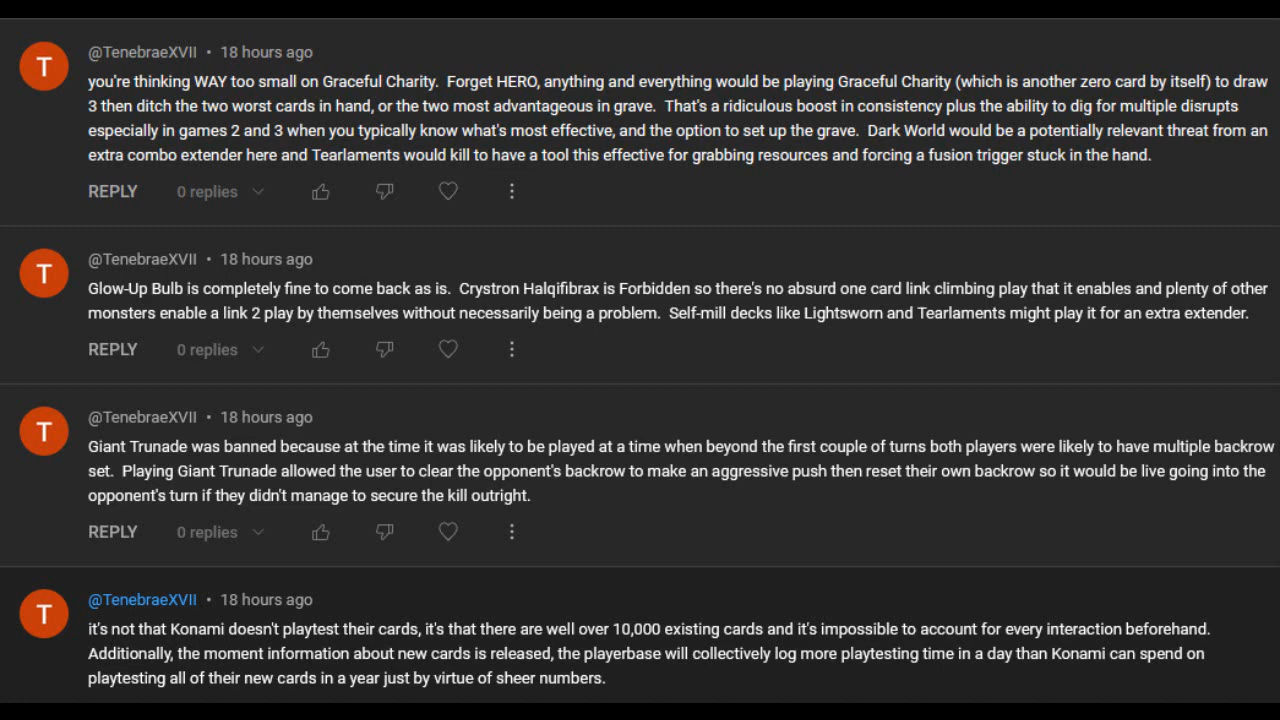 T
@TenebraeXVII • 18 hours ago
you're thinking WAY too small on Graceful Charity.  Forget HERO, anything and everything would be playing Graceful Charity (which is another zero card by itself) to draw
3 then ditch the two worst cards in hand, or the two most advantageous in grave.  That's a ridiculous boost in consistency plus the ability to dig for multiple disrupts
especially in games 2 and 3 when you typically know what's most effective, and the option to set up the grave.  Dark World would be a potentially relevant threat from an
extra combo extender here and Tearlaments would kill to have a tool this effective for grabbing resources and forcing a fusion trigger stuck in the hand.
REPLY 0 replies
T
@TenebraeXVII • 18 hours ago
Glow-Up Bulb is completely fine to come back as is.  Crystron Halqifibrax is Forbidden so there's no absurd one card link climbing play that it enables and plenty of other
monsters enable a link 2 play by themselves without necessarily being a problem.  Self-mill decks like Lightsworn and Tearlaments might play it for an extra extender.
REPLY 0 replies
T
@TenebraeXVII • 18 hours ago
Giant Trunade was banned because at the time it was likely to be played at a time when beyond the first couple of turns both players were likely to have multiple backrow
set.  Playing Giant Trunade allowed the user to clear the opponent's backrow to make an aggressive push then reset their own backrow so it would be live going into the
opponent's turn if they didn't manage to secure the kill outright.
REPLY 0 replies
T
@TenebraeXVII • 18 hours ago
it's not that Konami doesn't playtest their cards, it's that there are well over 10,000 existing cards and it's impossible to account for every interaction beforehand.
Additionally, the moment information about new cards is released, the playerbase will collectively log more playtesting time in a day than Konami can spend on
playtesting all of their new cards in a year just by virtue of sheer numbers.